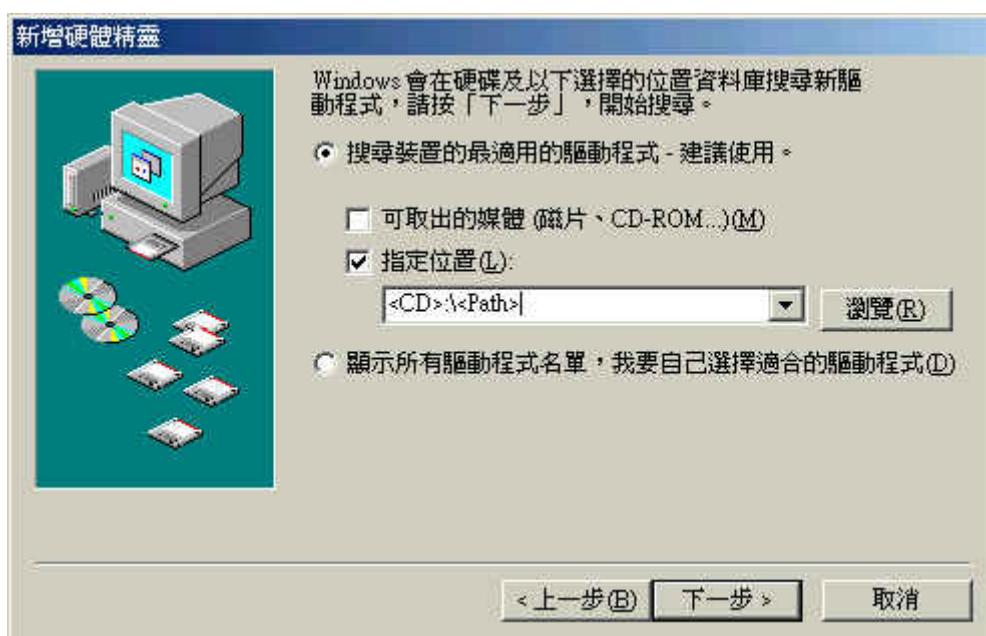 新增硬體精靈
Windows 會在硬碟及以下選擇的位置資料庫搜尋新驅
動程式，請按「下一步」，開始搜尋。
搜尋裝置的最適用的驅動程式 - 建議使用。
可取出的媒體 (磁片、CD-ROM...)(M)
指定位置(L):
<CD>:\<Path>
瀏覽(R)
顯示所有驅動程式名單，我要自己選擇適合的驅動程式(D)
< 上一步(B) 下一步 > 取消